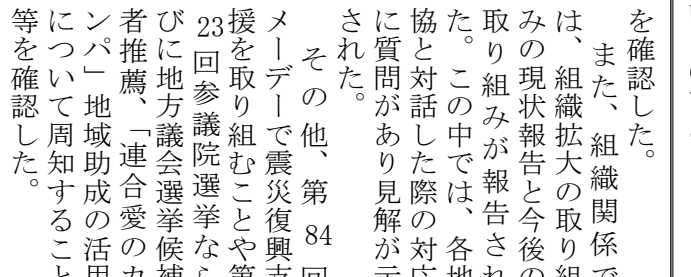 を確認した。
また、組織関係で
は、組織拡大の取り組
みの現状報告と今後の
取り組みが報告され
た。この中では、各地
協と対話した際の対応
に質問があり見解が示
された。
その他、第84回
メーデーで震災復興支
援を取り組むことや第
23回参議院選挙なら
びに地方議会選挙候補
者推薦、「連合愛のカ
ンパ」地域助成の活用
について周知すること
等を確認した。